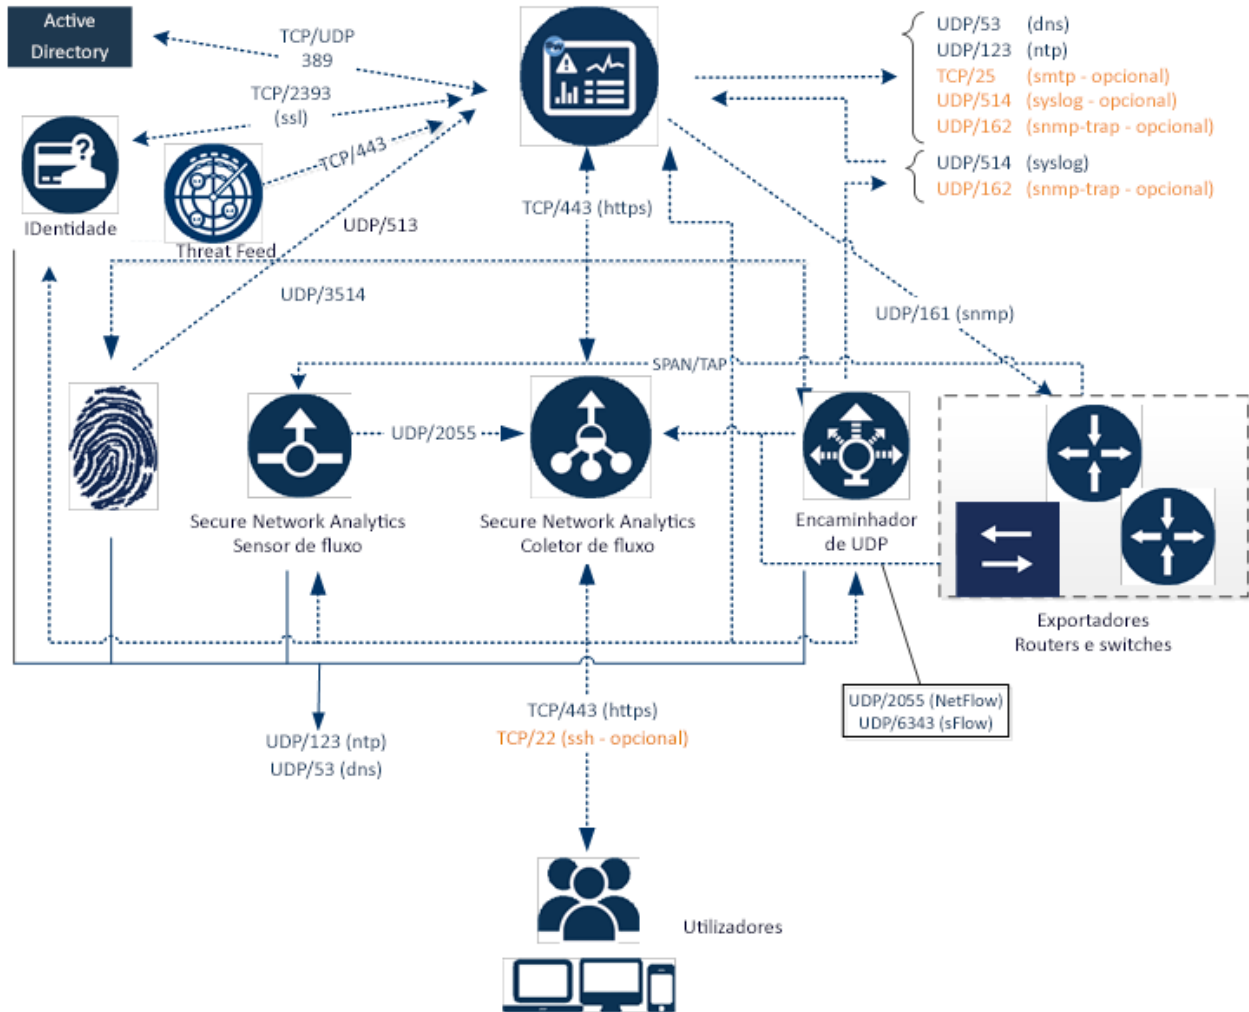 Active
Directory
TCP/UDP
389
TCP/2393
(ssl)
TCP/443
IDentidade
Threat Feed
UDP/513
UDP/3514
TCP/443 (https)
UDP/53 (dns)
UDP/123 (ntp)
TCP/25 (smtp - opcional)
UDP/514 (syslog - opcional)
UDP/162 (snmp-trap - opcional)
UDP/514 (syslog)
UDP/162 (snmp-trap - opcional)
UDP/161 (snmp)
SPAN/TAP
UDP/2055
Secure Network Analytics
Sensor de fluxo
Secure Network Analytics
Coletor de fluxo
Encaminhador
de UDP
Exportadores
Routers e switches
UDP/2055 (NetFlow)
UDP/6343 (sFlow)
UDP/123 (ntp)
UDP/53 (dns)
TCP/443 (https)
TCP/22 (ssh - opcional)
Utilizadores